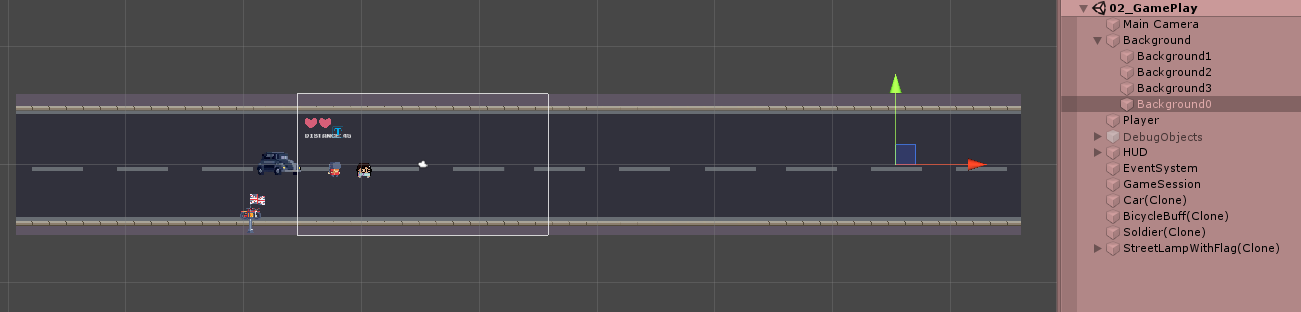 02_GamePlay
Main Camera
Background
Background1
Background2
Background3
Background0
Player
DebugObjects
HUD
EventSystem
GameSession
Car(Clone)
BicycleBuff(Clone)
Soldier(Clone)
StreetLampWithFlag(Clone)
T
DISTANCE